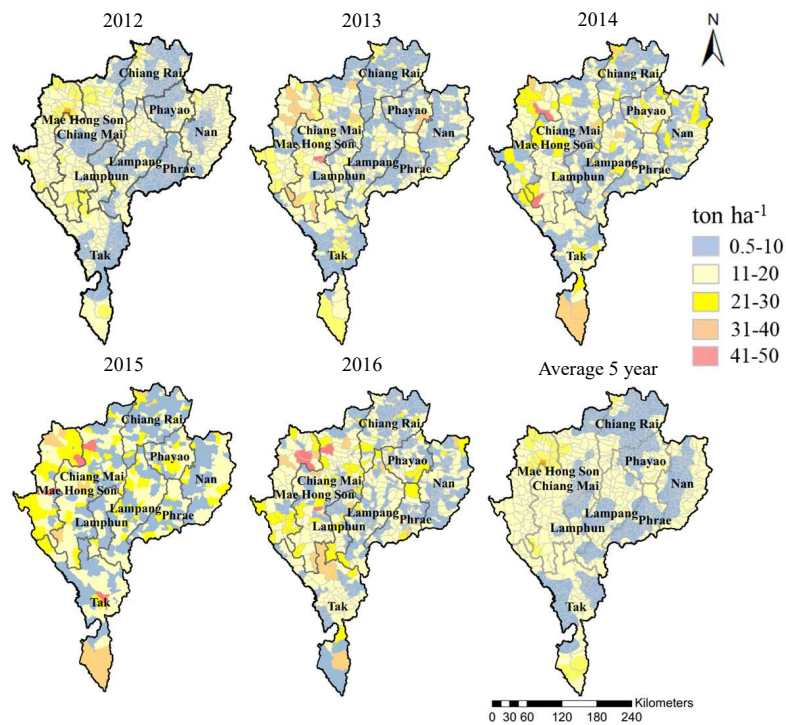 2012
2013
2014
N
Chiang Rai
Phayao
Mae Hong Son
Chiang Mai
Nan
Lampang
Lamphun
Phrae
Tak
Chiang Rai
Phayao
Chiang Mai
Nan
Mae Hong Son
Lampang
Lamphun
Phrae
Tak
Chiang Rai
Phayao
Chiang Mai
Nan
Mae Hong Son
Lampang
Lamphun
Phrae
Tak
ton ha-1
0.5-10
11-20
21-30
31-40
41-50
2015
2016
Average 5 year
Chiang Rai
Phayao
Chiang Mai
Nan
Mae Hong Son
Lampang
Lamphun
Phrae
Tak
Chiang Rai
Phayao
Chiang Mai
Nan
Mae Hong Son
Lampang
Lamphun
Phrae
Tak
Chiang Rai
Phayao
Mae Hong Son
Chiang Mai
Nan
Lampang
Lamphun
Phrae
Tak
Kilometers
0 30 60 120 180 240